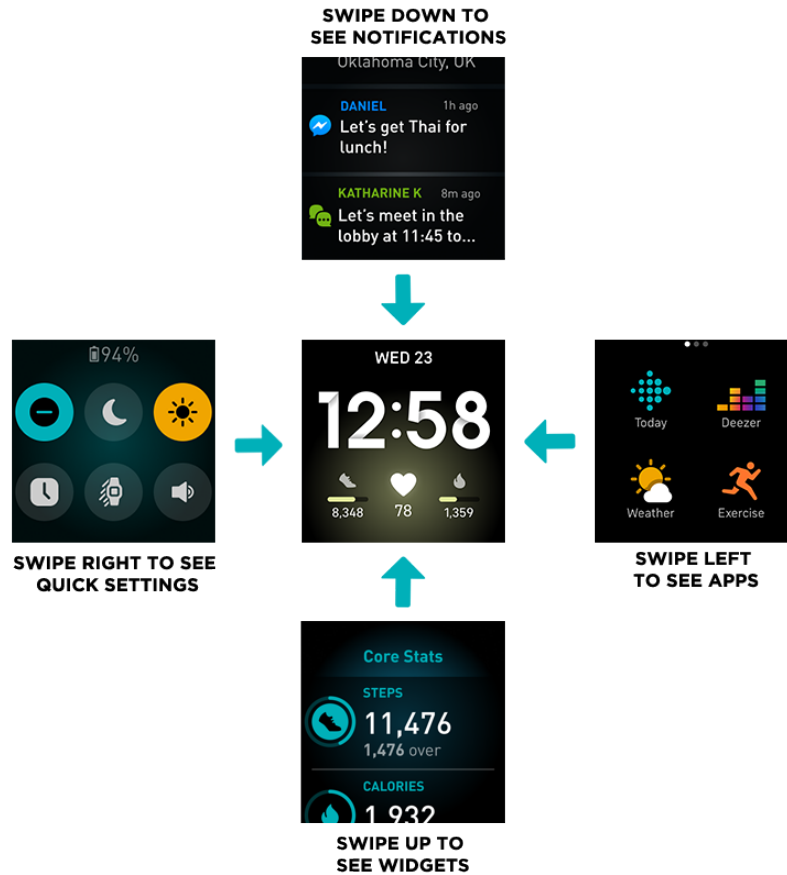 SWIPE DOWN TO
SEE NOTIFICATIONS
Oklahoma City, OK
DANIEL 1h ago
Let's get Thai for
lunch!
KATHARINE K 8m ago
Let's meet in the
lobby at 11:45 to...
94%
WED 23
12:58
8,348 78 1,359
Today Deezer
Weather Exercise
SWIPE RIGHT TO SEE
QUICK SETTINGS
SWIPE LEFT
TO SEE APPS
Core Stats
STEPS
11,476
1,476 over
CALORIES
1,932
SWIPE UP TO
SEE WIDGETS